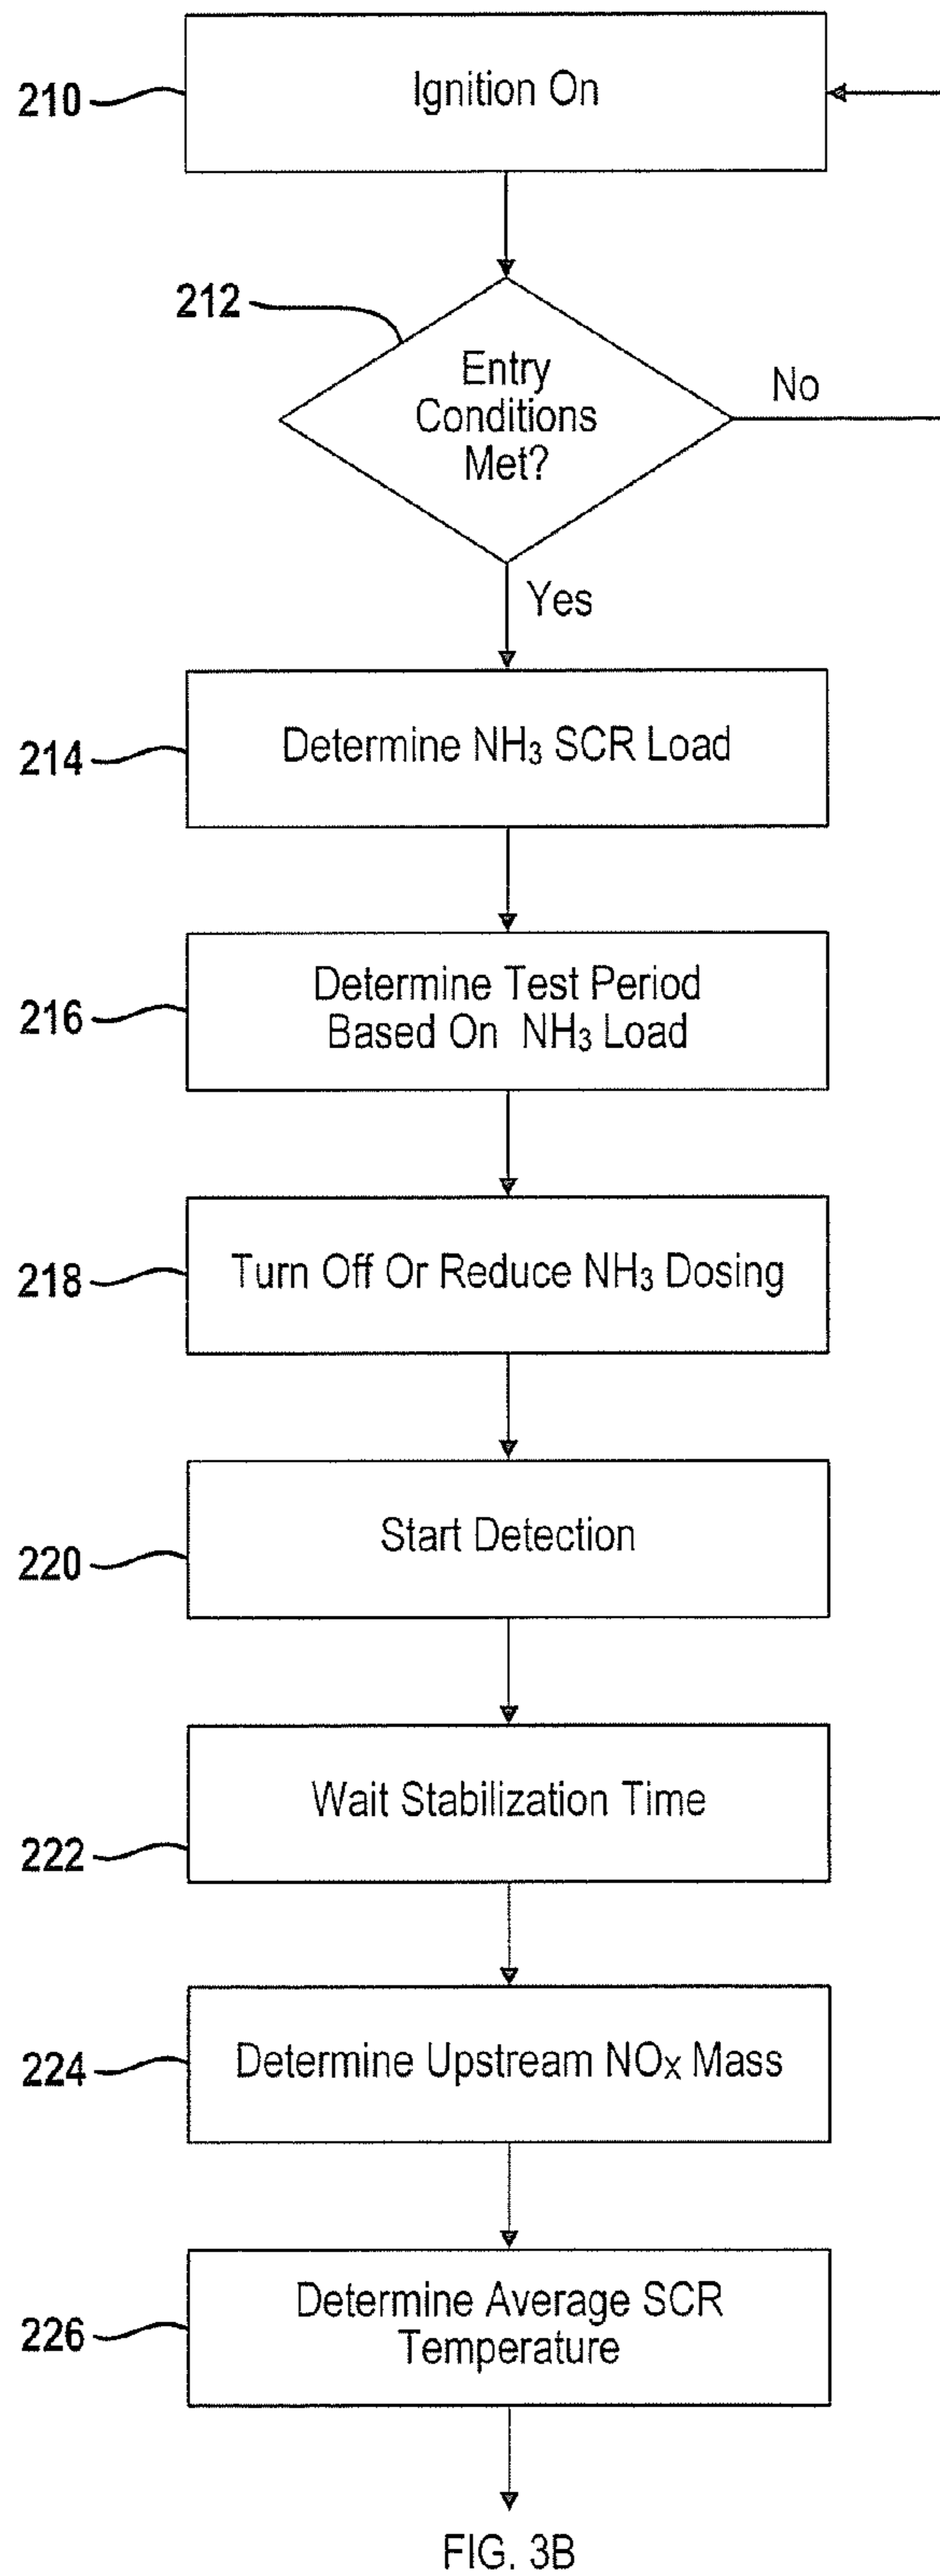 210
Ignition On
212
Entry
Conditions
Met?
No
Yes
214
Determine NH₃ SCR Load
216
Determine Test Period
Based On NH₃ Load
218
Turn Off Or Reduce NH₃ Dosing
220
Start Detection
222
Wait Stabilization Time
224
Determine Upstream NOₓ Mass
226
Determine Average SCR
Temperature
FIG. 3B